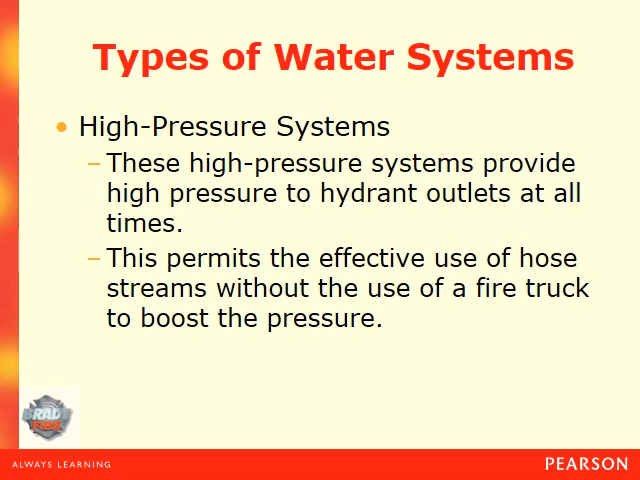 Types of Water Systems
• High-Pressure Systems
– These high-pressure systems provide
high pressure to hydrant outlets at all
times.
– This permits the effective use of hose
streams without the use of a fire truck
to boost the pressure.
BRADY
FIRE
ALWAYS LEARNING
PEARSON